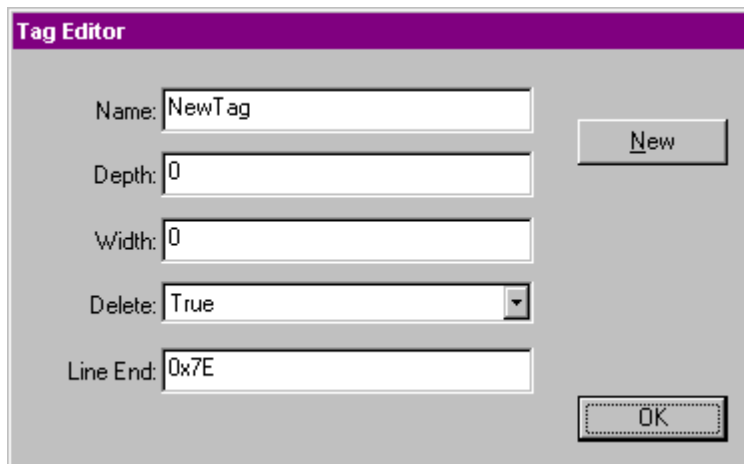 Tag Editor
Name: NewTag
New
Depth: 0
Width: 0
Delete: True
Line End: 0x7E
OK